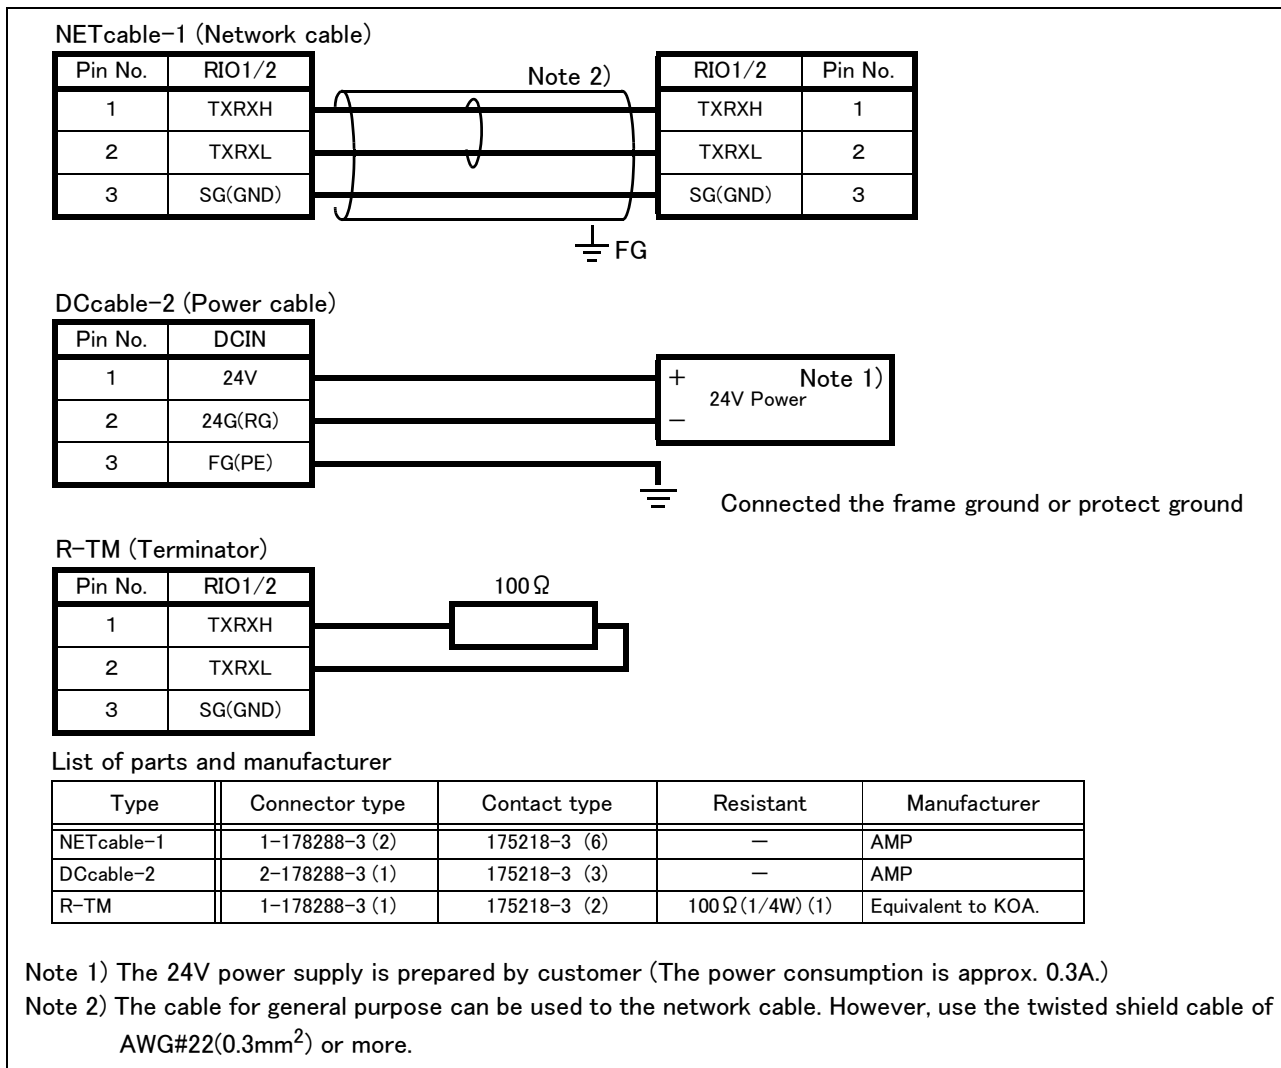 NETcable-1 (Network cable)
Pin No. RIO1/2 Note 2) RIO1/2 Pin No.
1 TXRXH TXRXH 1
2 TXRXL TXRXL 2
3 SG(GND) SG(GND) 3
FG
DCcable-2 (Power cable)
Pin No. DCIN
1 24V + Note 1)
24V Power
2 24G(RG) −
3 FG(PE)
Connected the frame ground or protect ground
R-TM (Terminator)
Pin No. RIO1/2 100Ω
1 TXRXH
2 TXRXL
3 SG(GND)
List of parts and manufacturer
Type Connector type Contact type Resistant Manufacturer
NETcable-1 1-178288-3 (2) 175218-3 (6) − AMP
DCcable-2 2-178288-3 (1) 175218-3 (3) − AMP
R-TM 1-178288-3 (1) 175218-3 (2) 100Ω(1/4W) (1) Equivalent to KOA.
Note 1) The 24V power supply is prepared by customer (The power consumption is approx. 0.3A.)
Note 2) The cable for general purpose can be used to the network cable. However, use the twisted shield cable of
AWG#22(0.3mm²) or more.